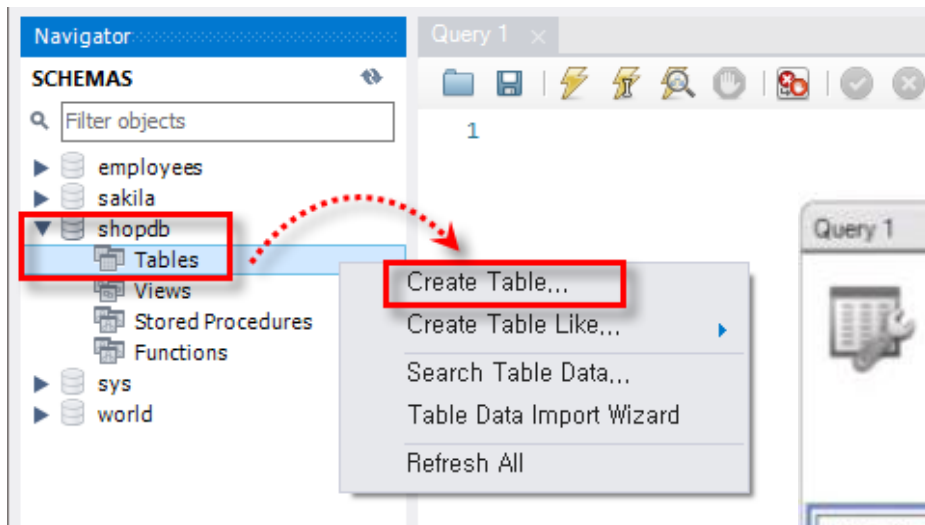 Navigator
Query 1
SCHEMAS
Filter objects
1
employees
sakila
shopdb
Query 1
Tables
Create Table...
Views
Stored Procedures
Create Table Like...
Functions
sys
Search Table Data...
world
Table Data Import Wizard
Refresh All